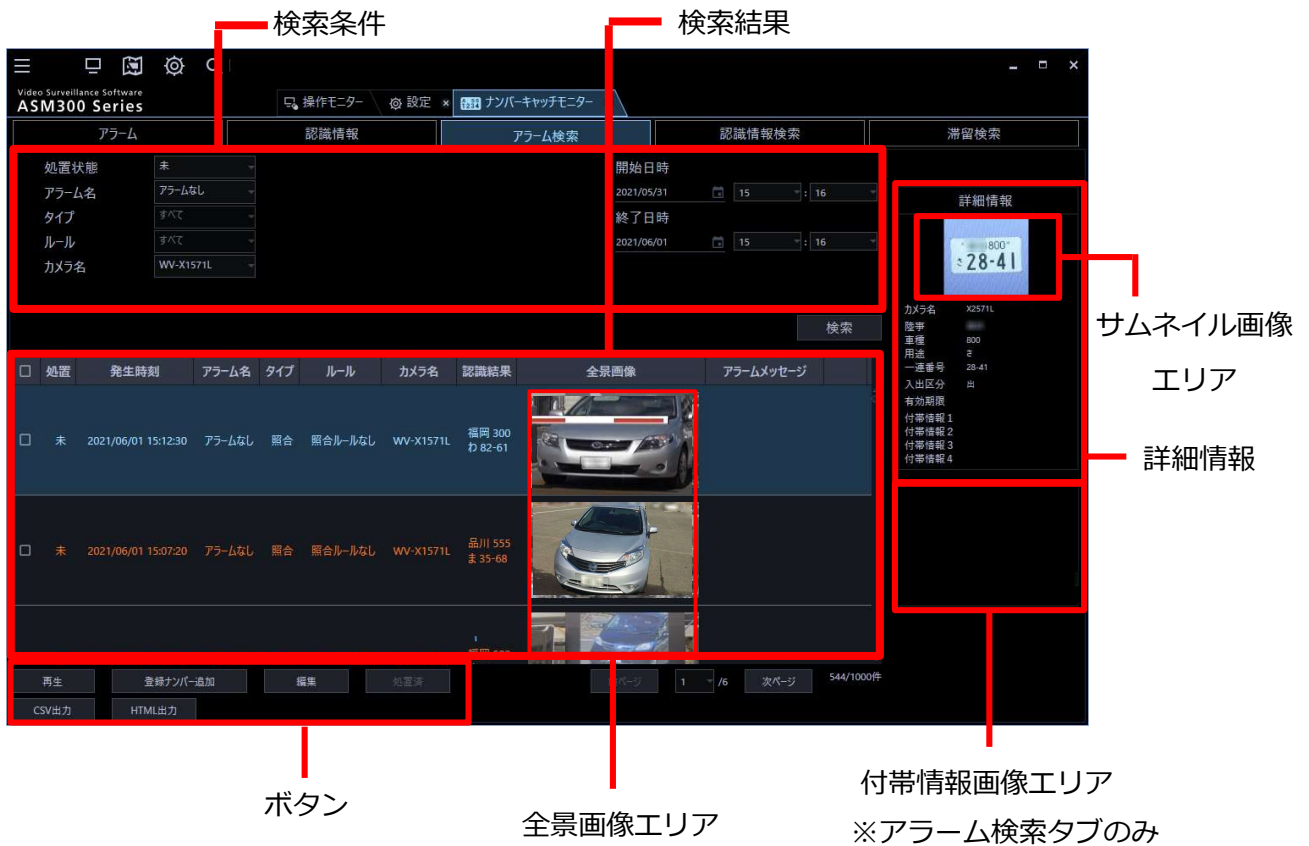 検索条件
検索結果
Video Surveillance Software
ASM300 Series
操作モニター
設定
ナンバーキャッチモニター
アラーム
認識情報
アラーム検索
認識情報検索
滞留検索
処置状態 未
アラーム名 アラームなし
タイプ すべて
ルール すべて
カメラ名 WV-X1571L
開始日時
2021/05/31 15 : 16
終了日時
2021/06/01 15 : 16
検索
詳細情報
800
さ 28-41
カメラ名 X2571L
陸事
車種 800
用途 さ
一連番号 28-41
入出区分 出
有効期限
付帯情報1
付帯情報2
付帯情報3
付帯情報4
サムネイル画像
エリア
詳細情報
処置 発生時刻 アラーム名 タイプ ルール カメラ名 認識結果 全景画像 アラームメッセージ
未 2021/06/01 15:12:30 アラームなし 照合 照合ルールなし WV-X1571L 福岡 300
わ 82-61
未 2021/06/01 15:07:20 アラームなし 照合 照合ルールなし WV-X1571L 品川 555
ま 35-68
再生
登録ナンバー追加
編集
処置済
1 /6
次ページ
544/1000件
CSV出力
HTML出力
ボタン
全景画像エリア
付帯情報画像エリア
※アラーム検索タブのみ